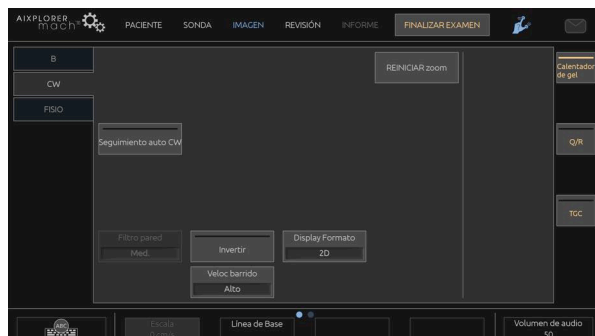 AIXPLORER
mach
PACIENTE
SONDA
IMAGEN
REVISIÓN
INFORME
FINALIZAR EXAMEN
B
CW
FISIO
REINICIAR zoom
Calentador
de gel
Seguimiento auto CW
Q/R
TGC
Filtro pared
Med.
Invertir
Display Formato
2D
Veloc barrido
Alto
ABC
Escala
Línea de Base
Volumen de audio
50